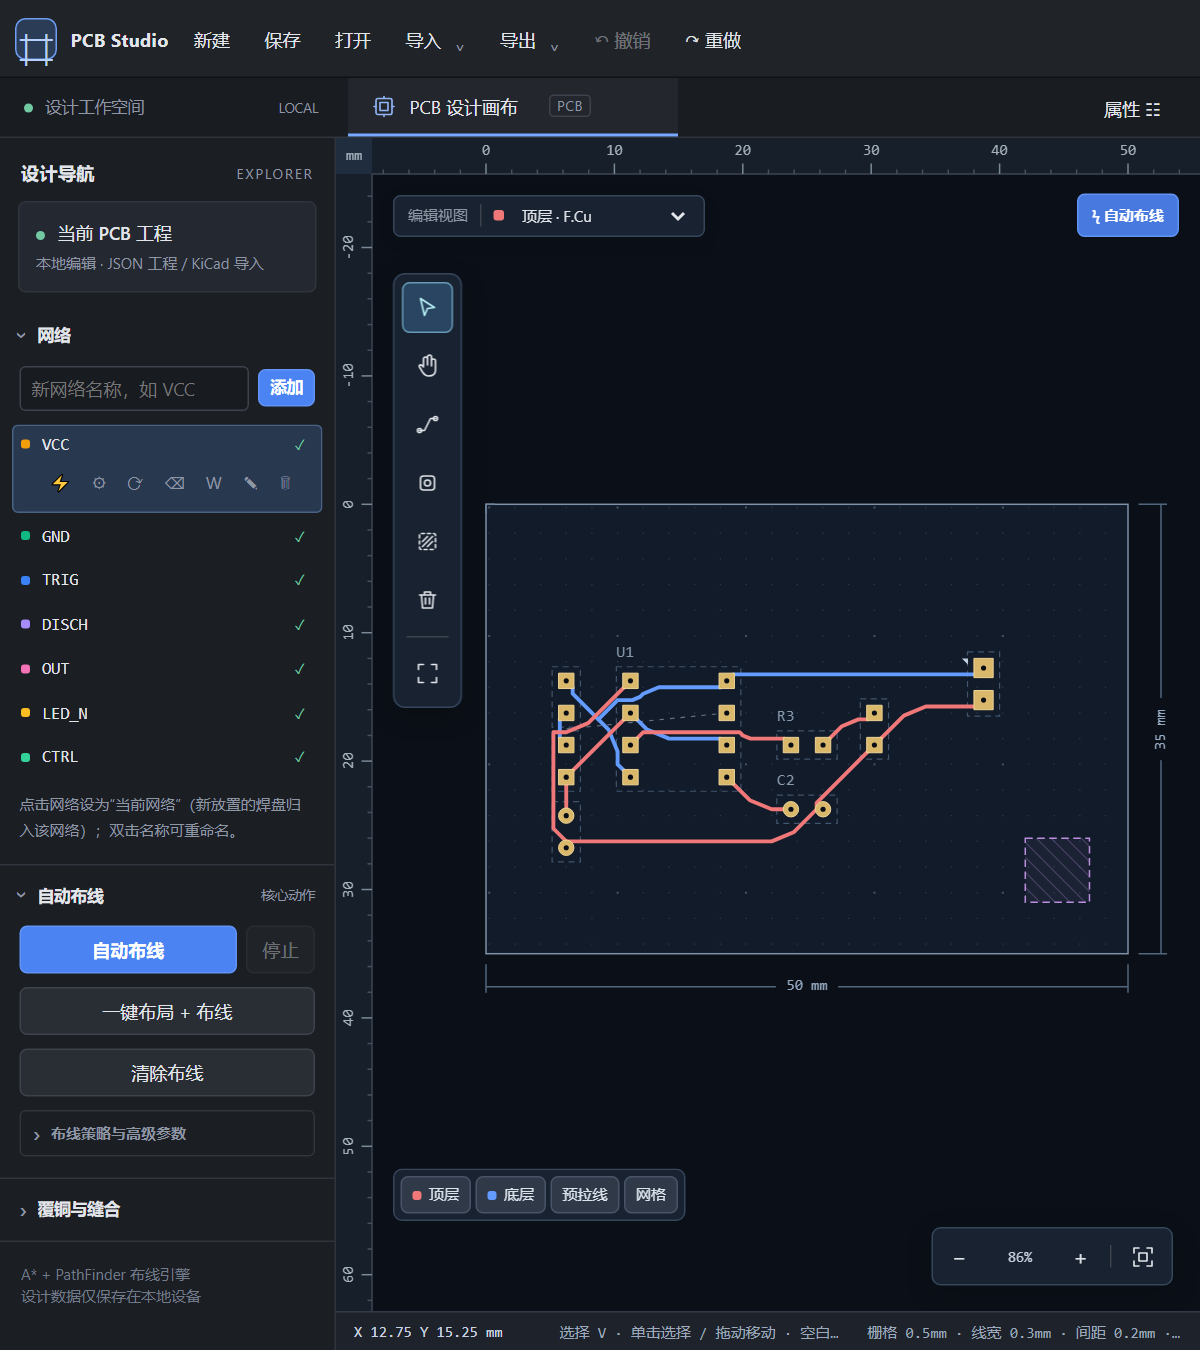 PCB Studio 新建 保存 打开 导入 导出 撤销 重做
设计工作空间 LOCAL
PCB 设计画布 PCB
属性
设计导航 EXPLORER
当前 PCB 工程
本地编辑 · JSON 工程 / KiCad 导入
网络
新网络名称，如 VCC 添加
VCC ✓
W
GND ✓
TRIG ✓
DISCH ✓
OUT ✓
LED_N ✓
CTRL ✓
点击网络设为“当前网络”（新放置的焊盘归
入该网络）；双击名称可重命名。
自动布线 核心动作
自动布线 停止
一键布局 + 布线
清除布线
布线策略与高级参数
覆铜与缝合
A* + PathFinder 布线引擎
设计数据仅保存在本地设备
mm 0 10 20 30 40 50
编辑视图 顶层 · F.Cu
自动布线
-20
-10
0
10
20
30
40
50
60
U1
R3
C2
35 mm
50 mm
顶层 底层 预拉线 网格
− 86% +
X 12.75 Y 15.25 mm 选择 V · 单击选择 / 拖动移动 · 空白… 栅格 0.5mm · 线宽 0.3mm · 间距 0.2mm ·…